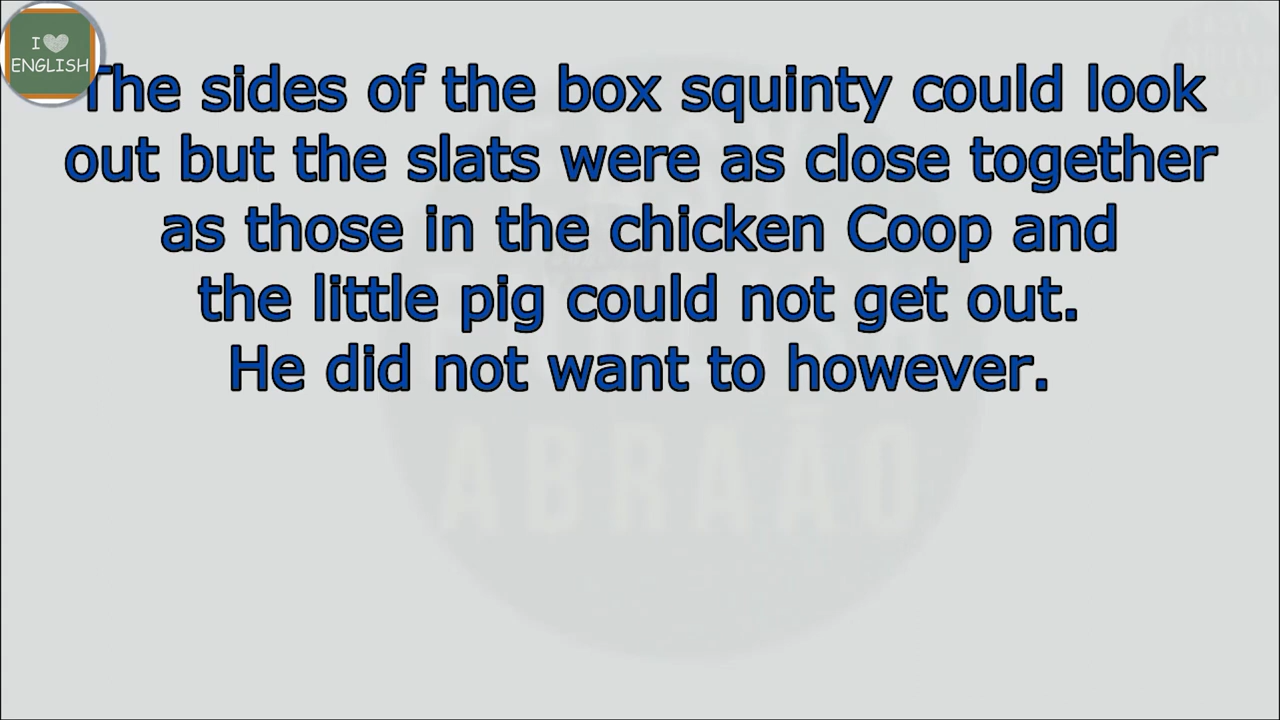 I
ENGLISH
The sides of the box squinty could look
out but the slats were as close together
as those in the chicken Coop and
the little pig could not get out.
He did not want to however.
ABRAÃO